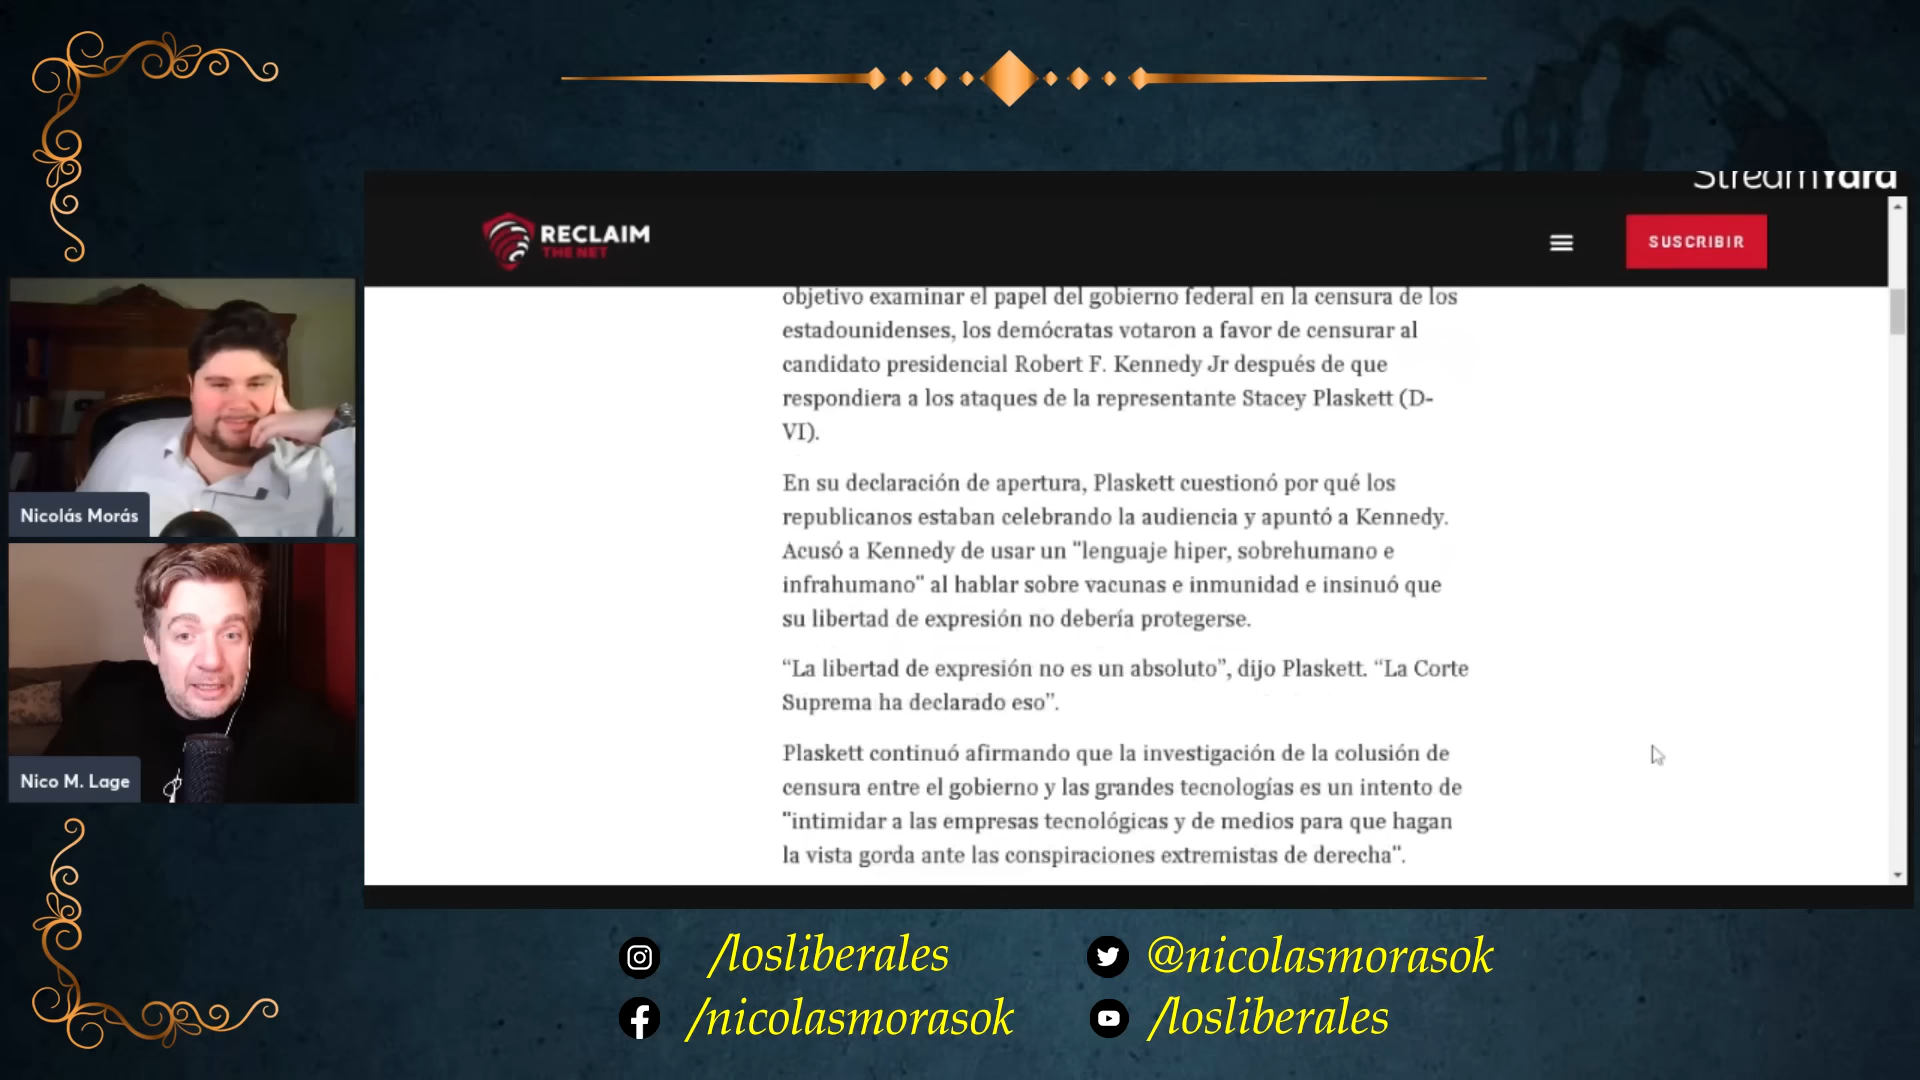 StreamYard
RECLAIM
THE NET
SUSCRIBIR
objetivo examinar el papel del gobierno federal en la censura de los
estadounidenses, los demócratas votaron a favor de censurar al
candidato presidencial Robert F. Kennedy Jr después de que
respondiera a los ataques de la representante Stacey Plaskett (D-
VI).
En su declaración de apertura, Plaskett cuestionó por qué los
republicanos estaban celebrando la audiencia y apuntó a Kennedy.
Acusó a Kennedy de usar un "lenguaje hiper, sobrehumano e
infrahumano" al hablar sobre vacunas e inmunidad e insinuó que
su libertad de expresión no debería protegerse.
“La libertad de expresión no es un absoluto”, dijo Plaskett. “La Corte
Suprema ha declarado eso”.
Plaskett continuó afirmando que la investigación de la colusión de
censura entre el gobierno y las grandes tecnologías es un intento de
"intimidar a las empresas tecnológicas y de medios para que hagan
la vista gorda ante las conspiraciones extremistas de derecha".
Nicolás Morás
Nico M. Lage
/losliberales
@nicolasmorasok
/nicolasmorasok
/losliberales